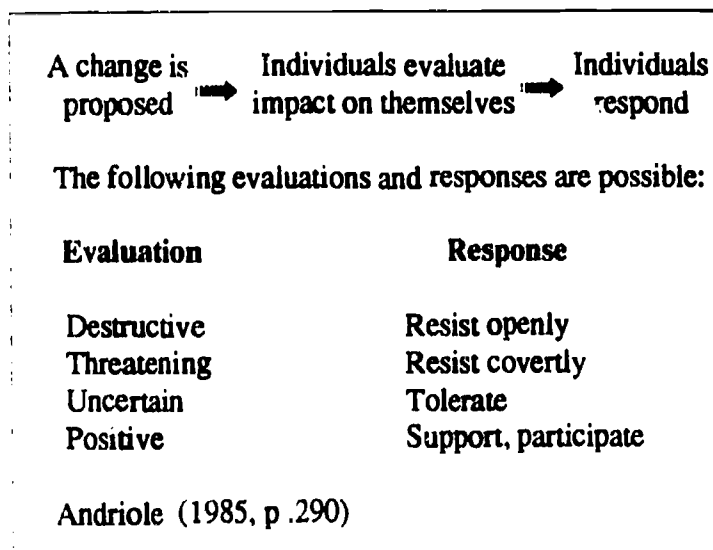 A change is proposed ➡ Individuals evaluate impact on themselves ➡ Individuals respond
The following evaluations and responses are possible:
Evaluation Response
Destructive Resist openly
Threatening Resist covertly
Uncertain Tolerate
Positive Support, participate
Andriole (1985, p .290)